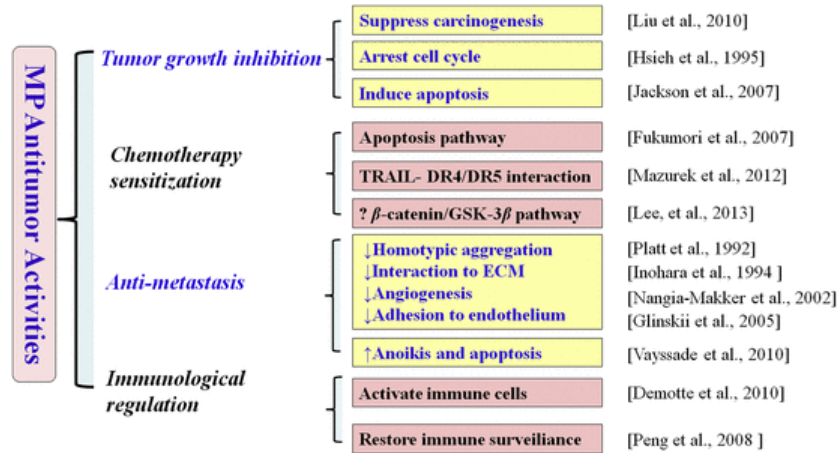 MP Antitumor Activities
Tumor growth inhibition
Suppress carcinogenesis
[Liu et al., 2010]
Arrest cell cycle
[Hsieh et al., 1995]
Induce apoptosis
[Jackson et al., 2007]
Chemotherapy
sensitization
Apoptosis pathway
[Fukumori et al., 2007]
TRAIL- DR4/DR5 interaction
[Mazurek et al., 2012]
? β-catenin/GSK-3β pathway
[Lee, et al., 2013]
Anti-metastasis
↓Homotypic aggregation
[Platt et al., 1992]
↓Interaction to ECM
[Inohara et al., 1994 ]
↓Angiogenesis
[Nangia-Makker et al., 2002]
↓Adhesion to endothelium
[Glinskii et al., 2005]
↑Anoikis and apoptosis
[Vayssade et al., 2010]
Immunological
regulation
Activate immune cells
[Demotte et al., 2010]
Restore immune surveiliance
[Peng et al., 2008 ]